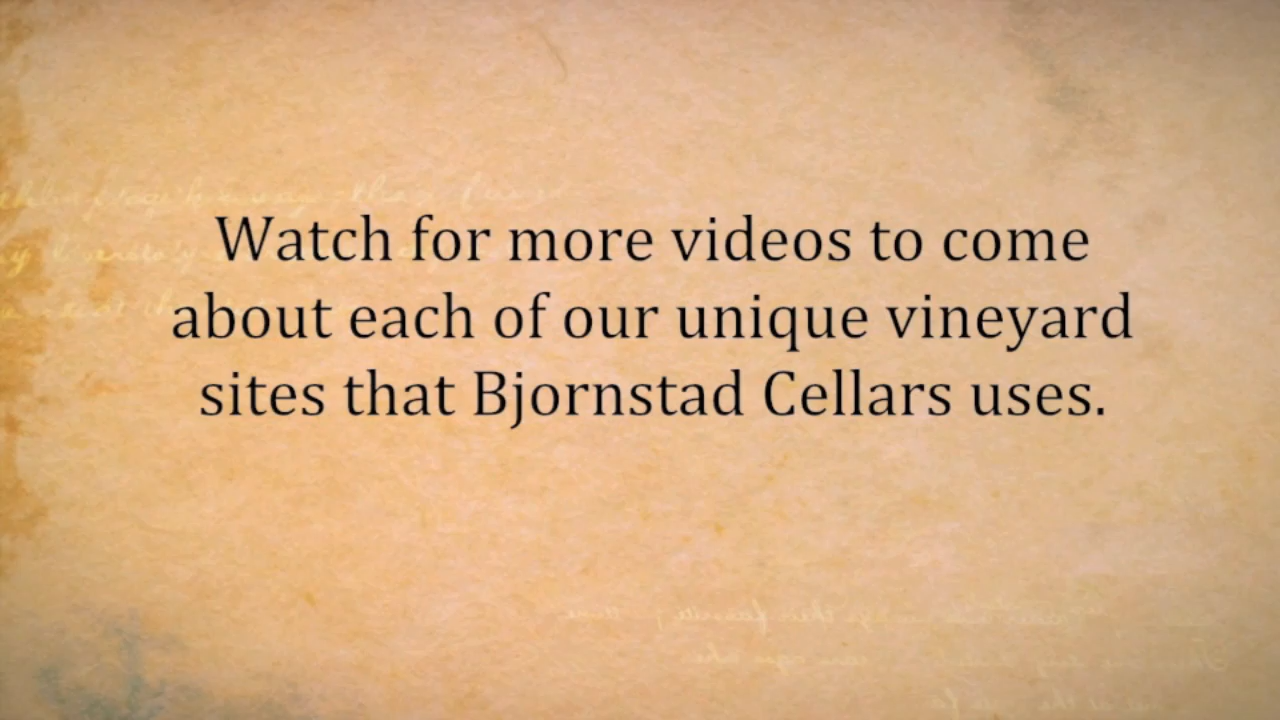 Watch for more videos to come
about each of our unique vineyard
sites that Bjornstad Cellars uses.